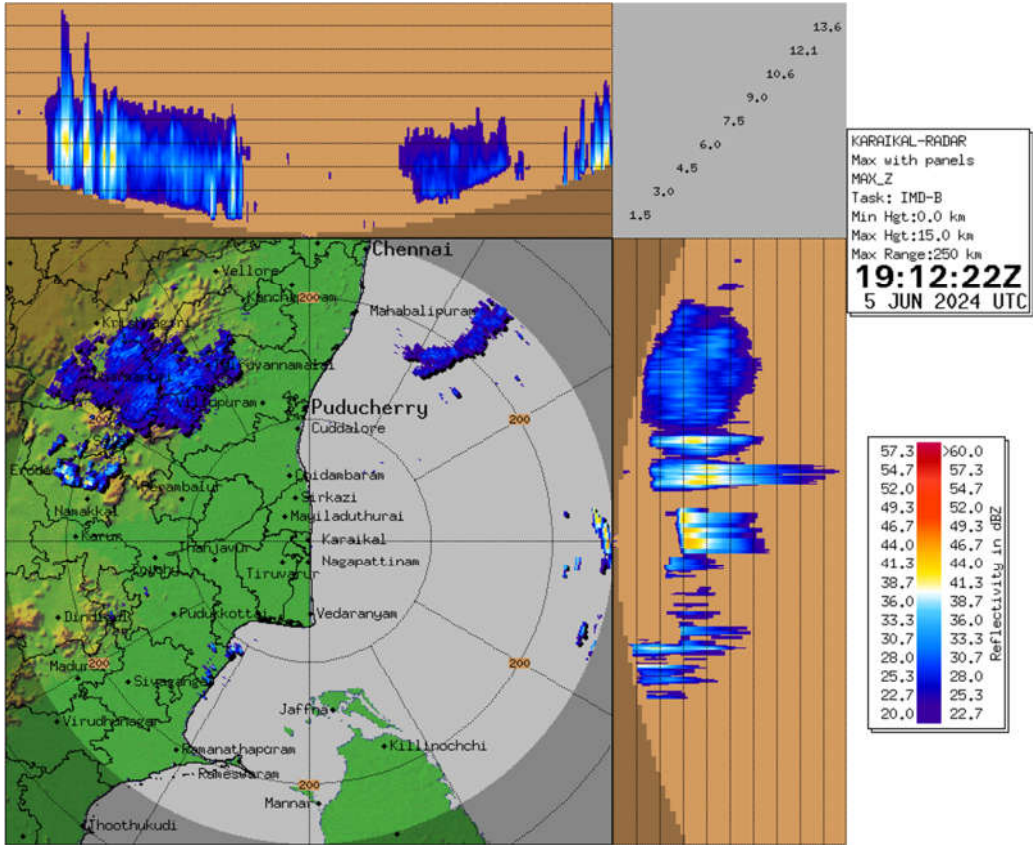 13.6
12.1
10.6
9.0
7.5
6.0
4.5
3.0
1.5
KARAIKAL-RADAR
Max with panels
MAX_Z
Task: IMD-B
Min Hgt:0.0 km
Max Hgt:15.0 km
Max Range:250 km
19:12:22Z
5 JUN 2024 UTC
Chennai
Vellore
200
Mahabalipuram
Krishnagiri
Puducherry
200
Cuddalore
Chidambaram
Sirkazi
Perambalur
Mayiladuthurai
Namakkal
Karur
Karaikal
Thanjavur
Nagapattinam
Tiruvarur
Pudukkottai
Vedaranyam
200
200
Sivaganga
Jaffna
Virudhunagar
Killinochchi
Ramanathapuram
Rameswaram
200
Mannar
Thoothukudi
57.3 >60.0
54.7 57.3
52.0 54.7
49.3 52.0
46.7 49.3
44.0 46.7
41.3 44.0
38.7 41.3
36.0 38.7
33.3 36.0
30.7 33.3
28.0 30.7
25.3 28.0
22.7 25.3
20.0 22.7
Reflectivity in dBZ